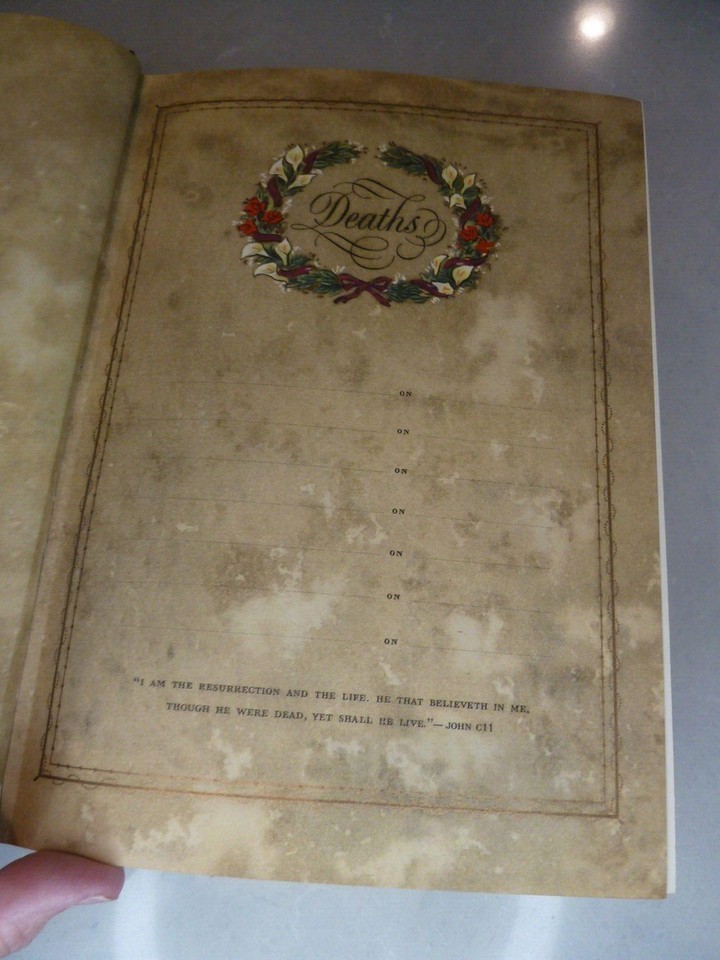 Deaths
ON
ON
ON
ON
ON
ON
ON
"I AM THE RESURRECTION AND THE LIFE. HE THAT BELIEVETH IN ME,
THOUGH HE WERE DEAD, YET SHALL HE LIVE."—JOHN C11